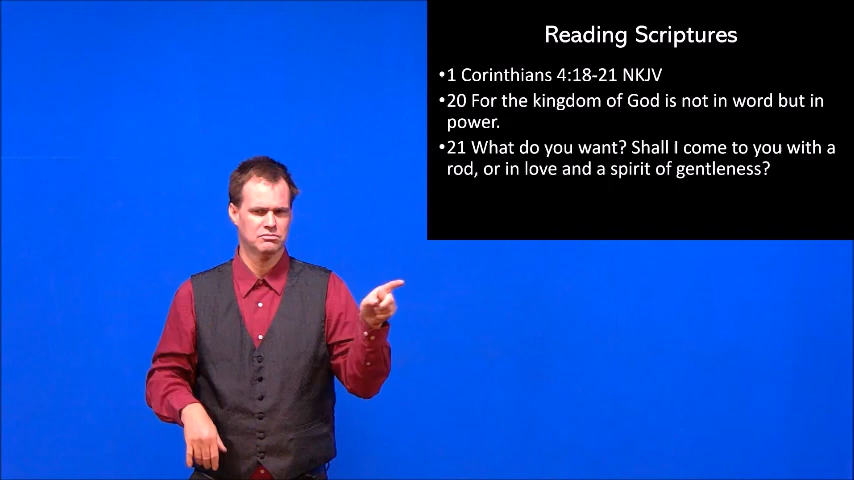 Reading Scriptures
•1 Corinthians 4:18-21 NKJV
•20 For the kingdom of God is not in word but in
power.
•21 What do you want? Shall I come to you with a
rod, or in love and a spirit of gentleness?